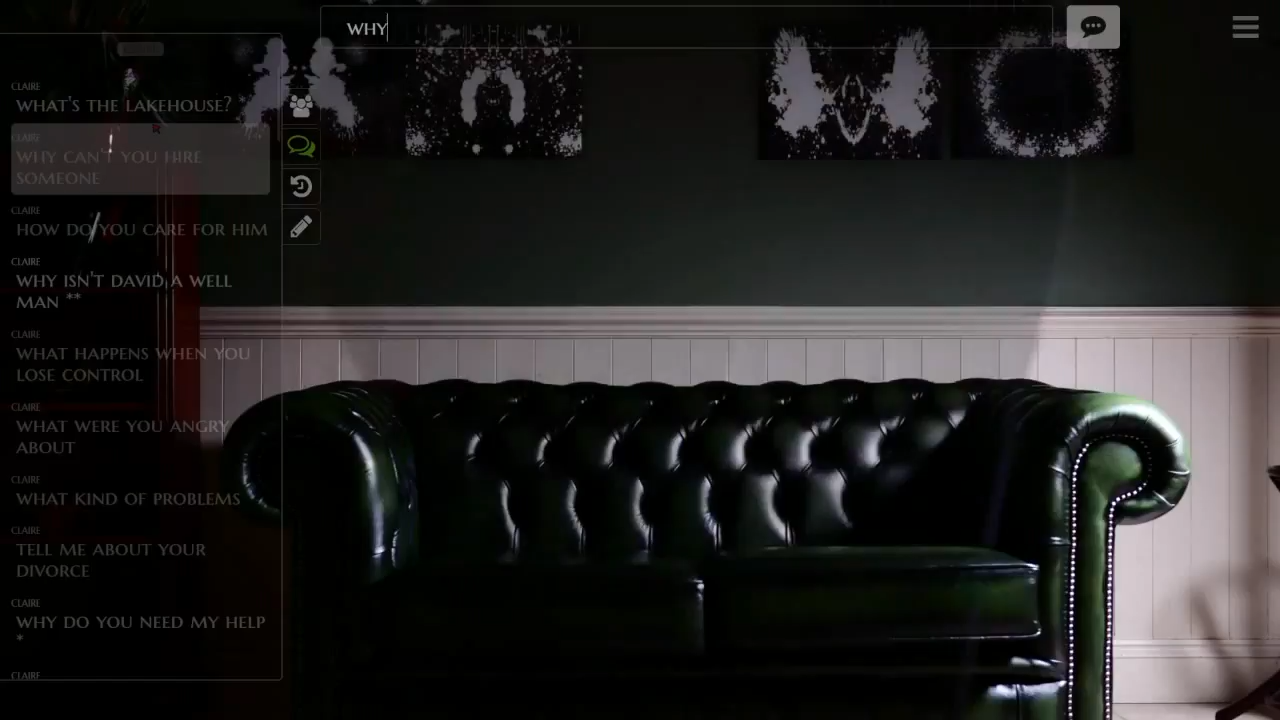 WHY
CLAIRE
WHAT'S THE LAKEHOUSE?
CLAIRE
WHY CAN'T YOU HIRE
SOMEONE
CLAIRE
HOW DO YOU CARE FOR HIM
CLAIRE
WHY ISN'T DAVID A WELL
MAN **
CLAIRE
WHAT HAPPENS WHEN YOU
LOSE CONTROL
CLAIRE
WHAT WERE YOU ANGRY
ABOUT
CLAIRE
WHAT KIND OF PROBLEMS
CLAIRE
TELL ME ABOUT YOUR
DIVORCE
CLAIRE
WHY DO YOU NEED MY HELP
*
CLAIRE